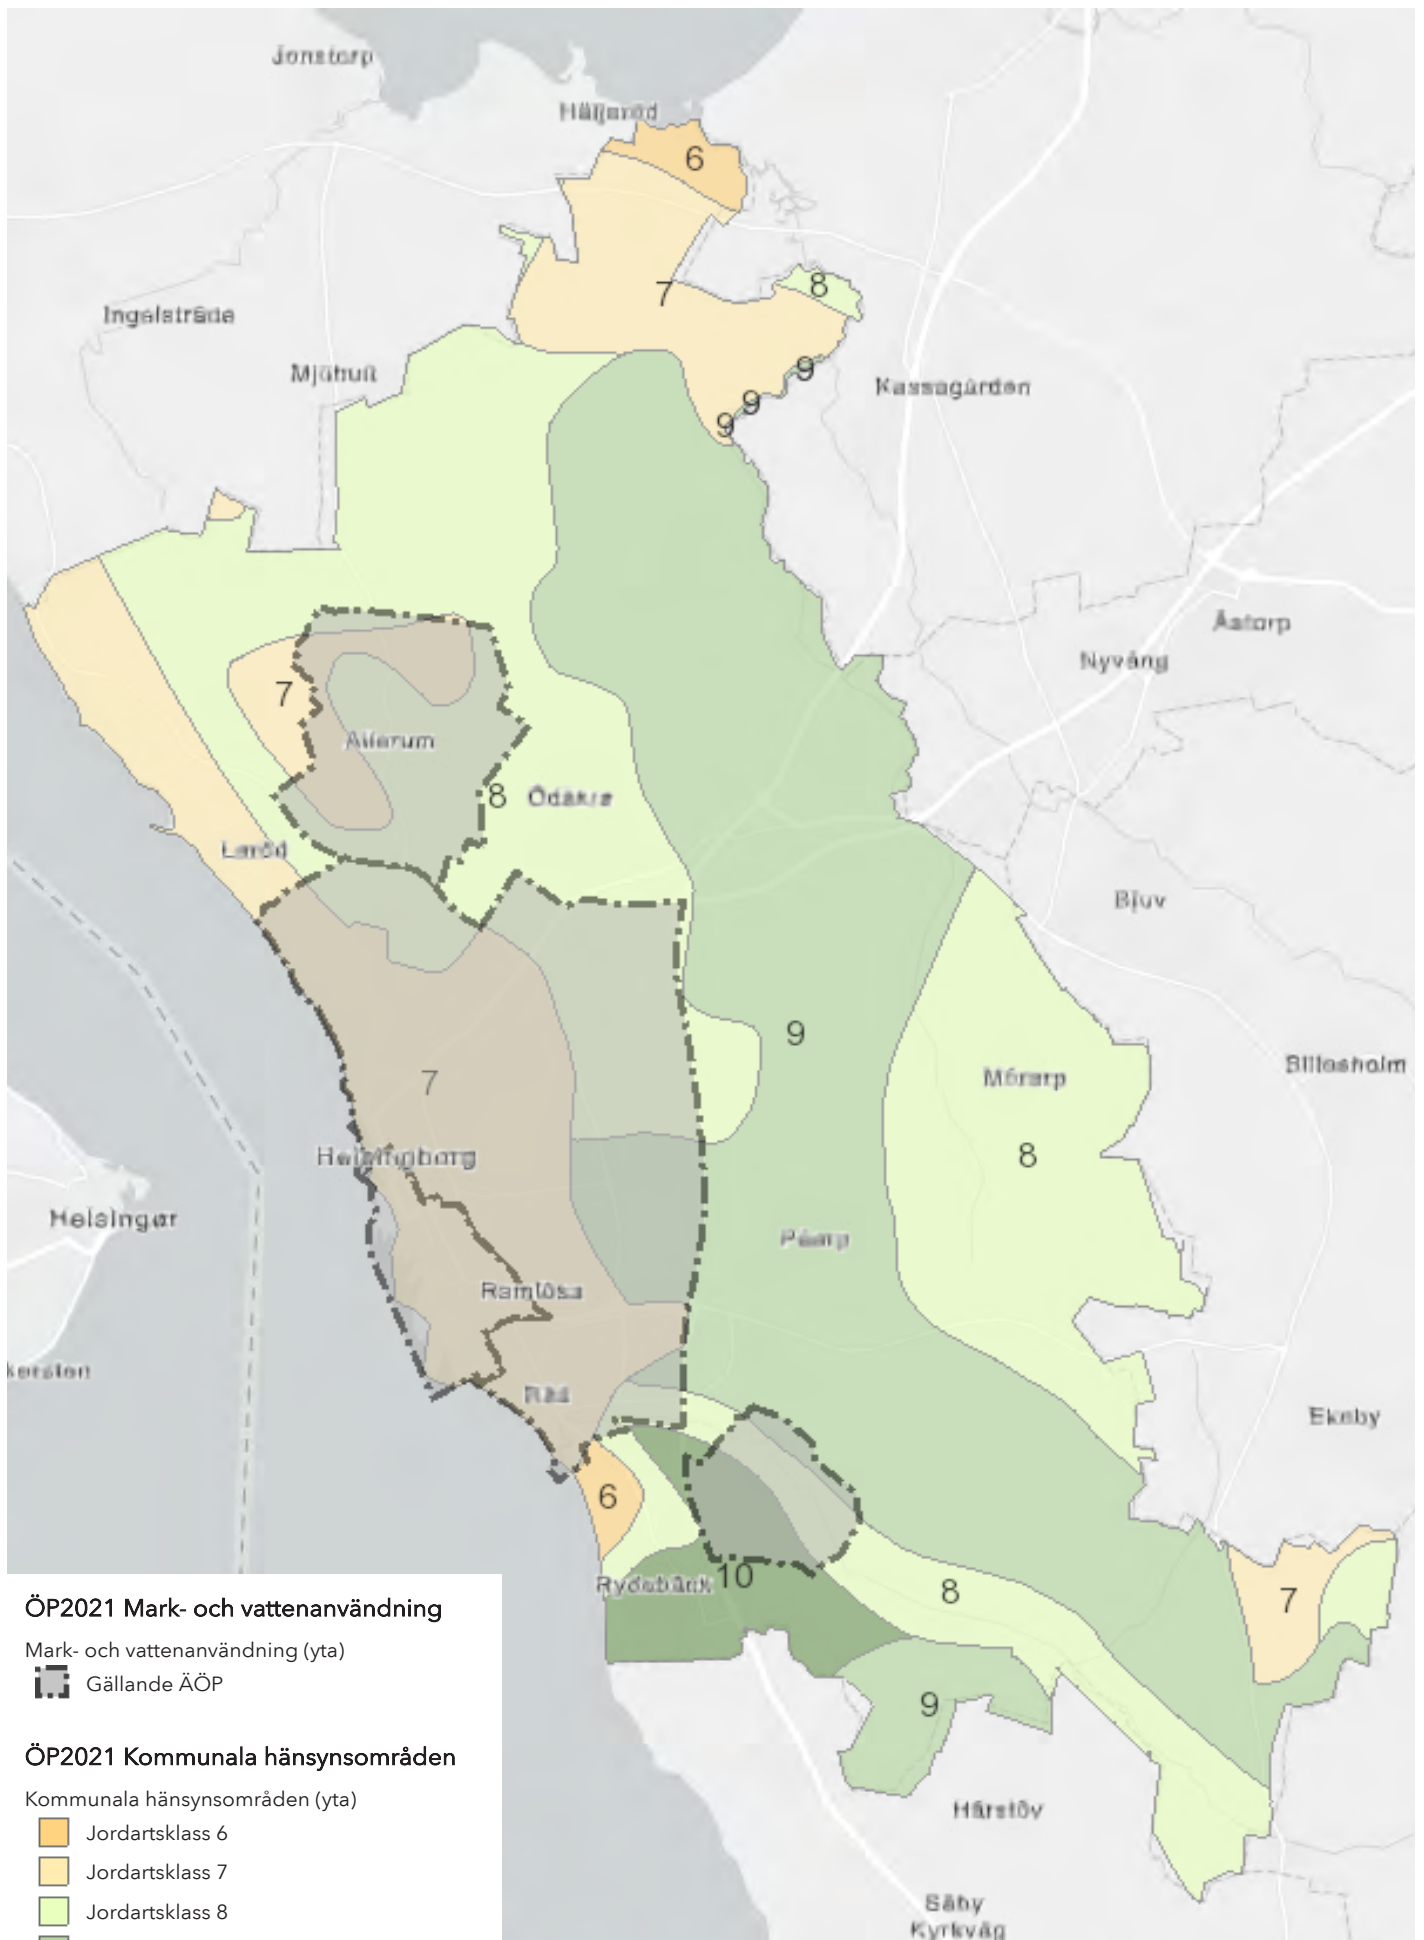 Jonstorp
6
7
8
Ingelsträde
9
Mjöhult
Kassagården
9
9
Åstorp
Nyvång
7
Allerum
8 Ödåkra
Laröd
Bjuv
9
Billesholm
7
Mörarp
8
Helsingborg
Helsingør
Påarp
Ramlösa
Råå
Ekeby
6
Rydebäck 10
8
7
ÖP2021 Mark- och vattenanvändning
Mark- och vattenanvändning (yta)
Gällande ÄÖP
9
ÖP2021 Kommunala hänsynsområden
Kommunala hänsynsområden (yta)
Härslöv
Jordartsklass 6
Jordartsklass 7
Säby
Kyrkväg
Jordartsklass 8